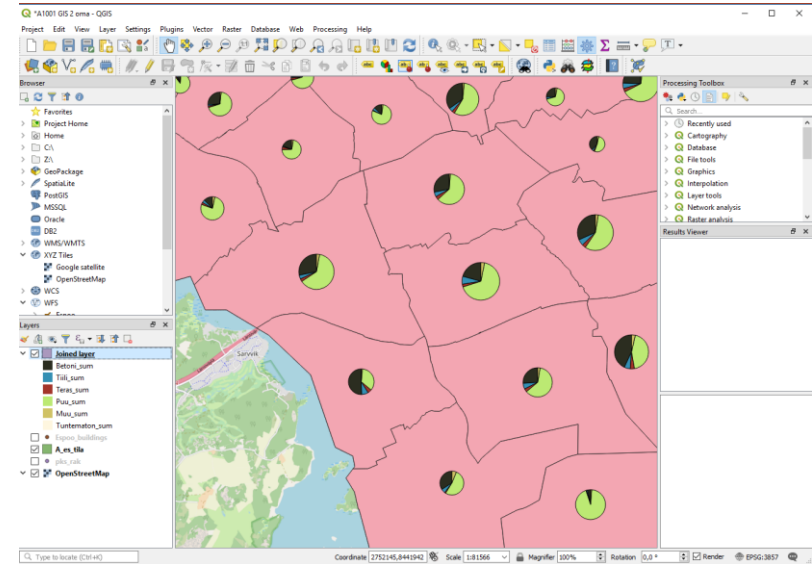 *A1001 GIS 2 oma - QGIS
Project Edit View Layer Settings Plugins Vector Raster Database Web Processing Help
Browser
Favorites
Project Home
Home
C:\
Z:\
GeoPackage
SpatiaLite
PostGIS
MSSQL
Oracle
DB2
WMS/WMTS
XYZ Tiles
Google satellite
OpenStreetMap
WCS
WFS
Espoo
Layers
Joined layer
Betoni_sum
Tiili_sum
Teras_sum
Puu_sum
Muu_sum
Tuntematon_sum
Espoo_buildings
A_es_tila
pks_rak
OpenStreetMap
Sarvvik
Processing Toolbox
Search...
Recently used
Cartography
Database
File tools
Graphics
Interpolation
Layer tools
Network analysis
Raster analysis
Results Viewer
Type to locate (Ctrl+K)
Coordinate 2752145,8441942 Scale 1:81566 Magnifier 100% Rotation 0,0 ° Render EPSG:3857